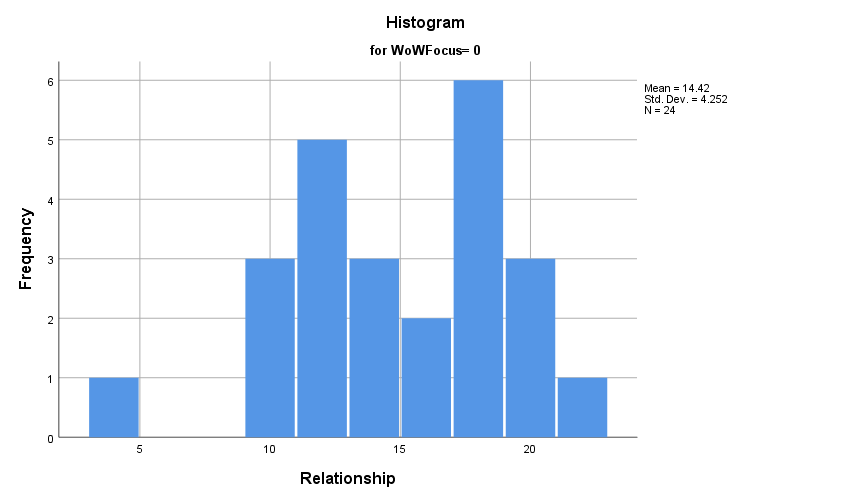 Histogram
for WoWFocus= 0
Mean = 14.42
Std. Dev. = 4.252
N = 24
6
5
4
3
2
1
0
Frequency
5
10
15
20
Relationship